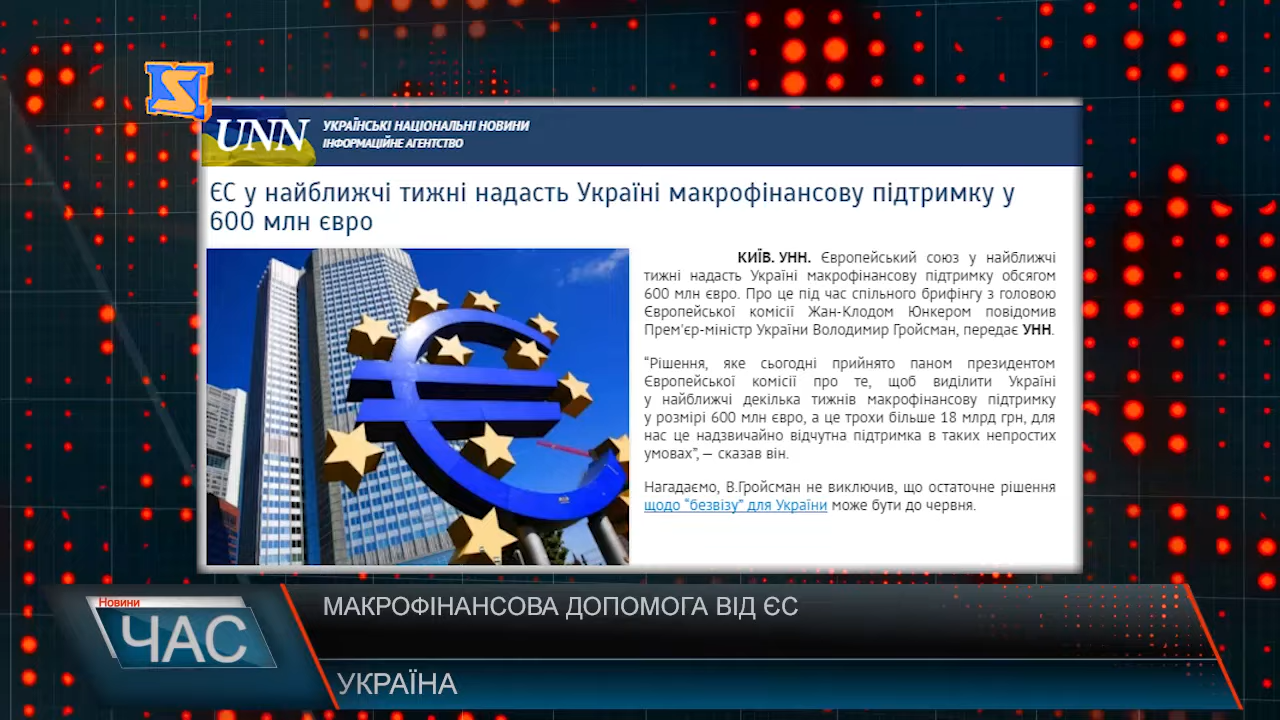 UNN
УКРАЇНСЬКІ НАЦІОНАЛЬНІ НОВИНИ
ІНФОРМАЦІЙНЕ АГЕНТСТВО
ЄС у найближчі тижні надасть Україні макрофінансову підтримку у
600 млн євро
КИЇВ. УНН. Європейський союз у найближчі
тижні надасть Україні макрофінансову підтримку обсягом
600 млн євро. Про це під час спільного брифінгу з головою
Європейської комісії Жан-Клодом Юнкером повідомив
Прем'єр-міністр України Володимир Гройсман, передає УНН.
“Рішення, яке сьогодні прийнято паном президентом
Європейської комісії про те, щоб виділити Україні
у найближчі декілька тижнів макрофінансову підтримку
у розмірі 600 млн євро, а це трохи більше 18 млрд грн, для
нас це надзвичайно відчутна підтримка в таких непростих
умовах”, — сказав він.
Нагадаємо, В.Гройсман не виключив, що остаточне рішення
щодо “безвізу” для України може бути до червня.
Новини
ЧАС
МАКРОФІНАНСОВА ДОПОМОГА ВІД ЄС
УКРАЇНА